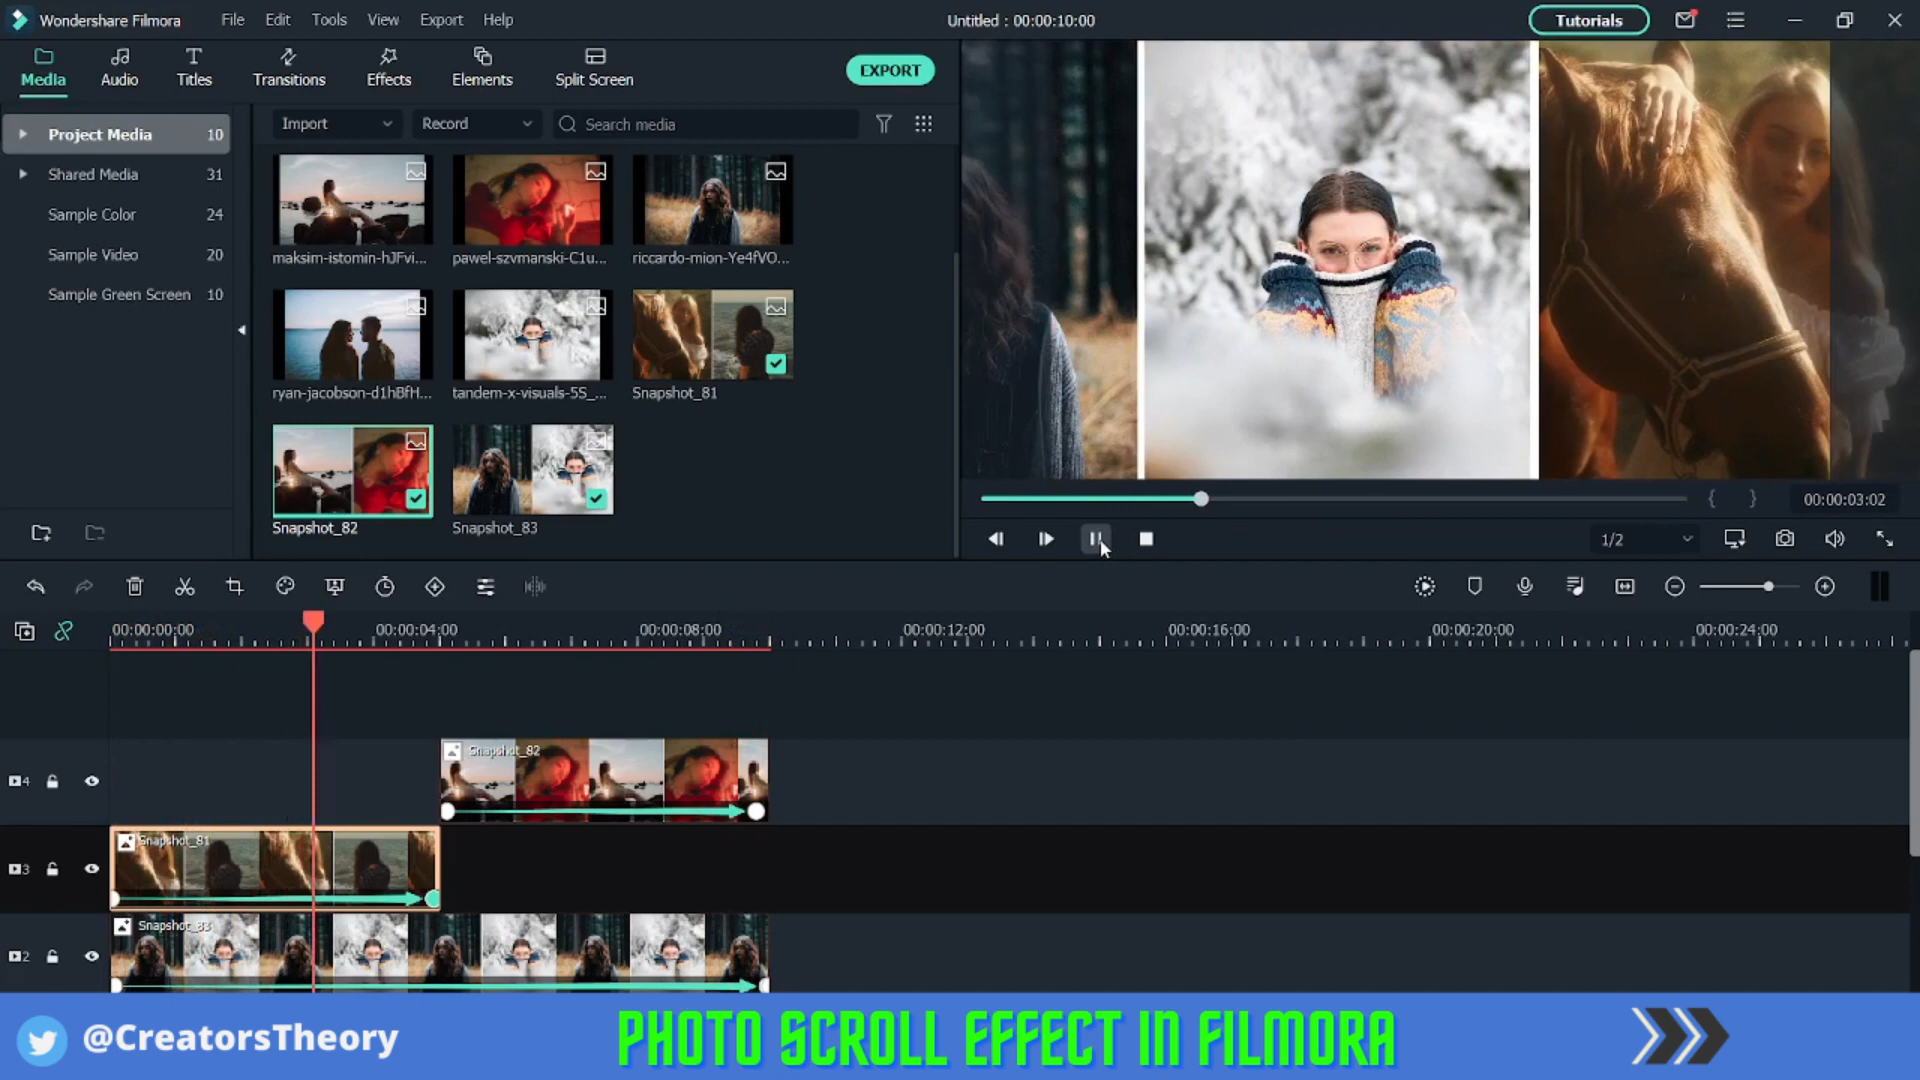 Wondershare Filmora File Edit Tools View Export Help Untitled : 00:00:10:00 Tutorials
Media Audio Titles Transitions Effects Elements Split Screen EXPORT
Project Media 10
Shared Media 31
Sample Color 24
Sample Video 20
Sample Green Screen 10
Import Record Search media
maksim-istomin-hJFvi... pawel-szvmanski-C1u... riccardo-mion-Ye4fVO...
ryan-jacobson-d1hBfH... tandem-x-visuals-5S_... Snapshot_81
Snapshot_82 Snapshot_83
00:00:03:02
1/2
00:00:00:00 00:00:04:00 00:00:08:00 00:00:12:00 00:00:16:00 00:00:20:00 00:00:24:00
4 Snapshot_82
3 Snapshot_81
2 Snapshot_83
@CreatorsTheory PHOTO SCROLL EFFECT IN FILMORA